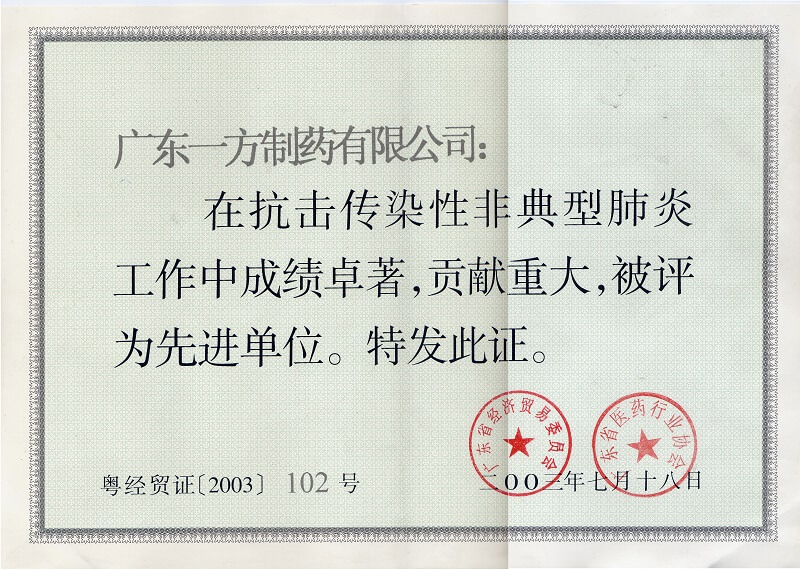 广东一方制药有限公司：
在抗击传染性非典型肺炎
工作中成绩卓著，贡献重大，被评
为先进单位。特发此证。
广东省经济贸易委员会
广东省医药行业协会
粤经贸证〔2003〕 102 号
二〇〇三年七月十八日